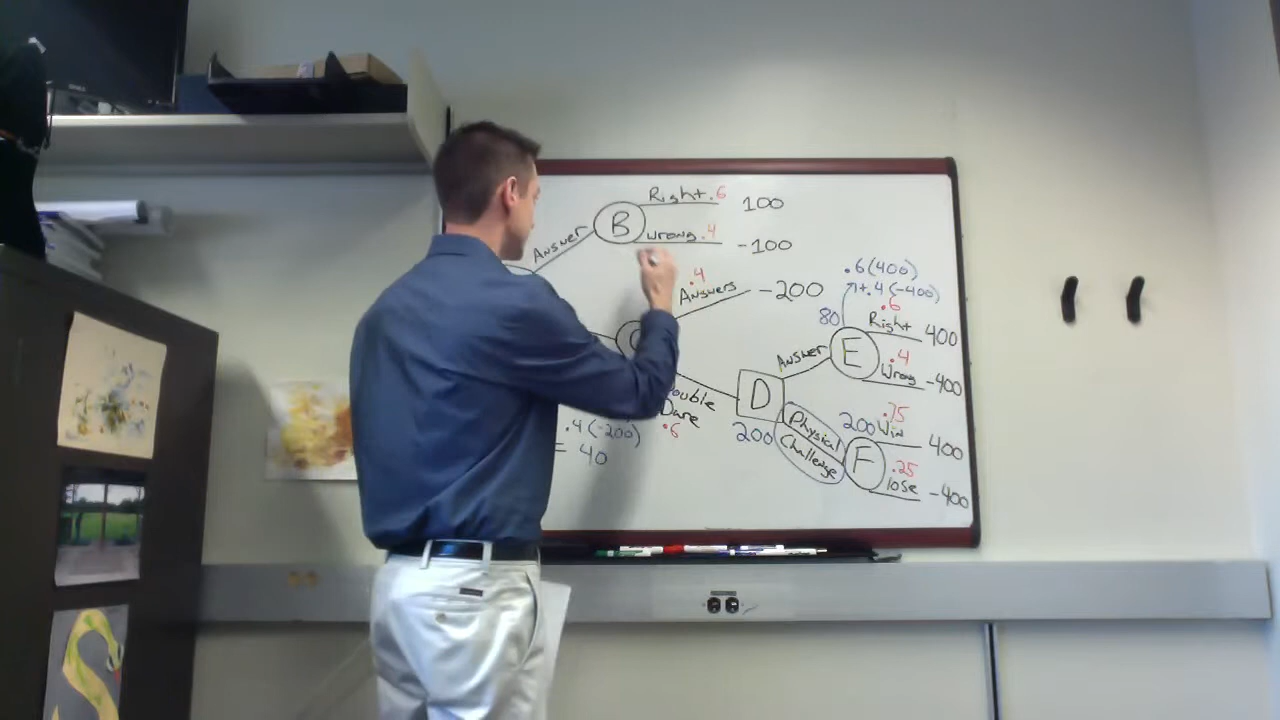 Right .6 100
B
Answer
Wrong .4 -100
.4
Answers -200
.6(400)
+.4(-400)
80
.6
Right 400
E
Answer
.4
Wrong -400
D
Dare
.6
200
Physical
Challenge
.4(-200)
= 40
200 .75
Win 400
F
.25
lose -400